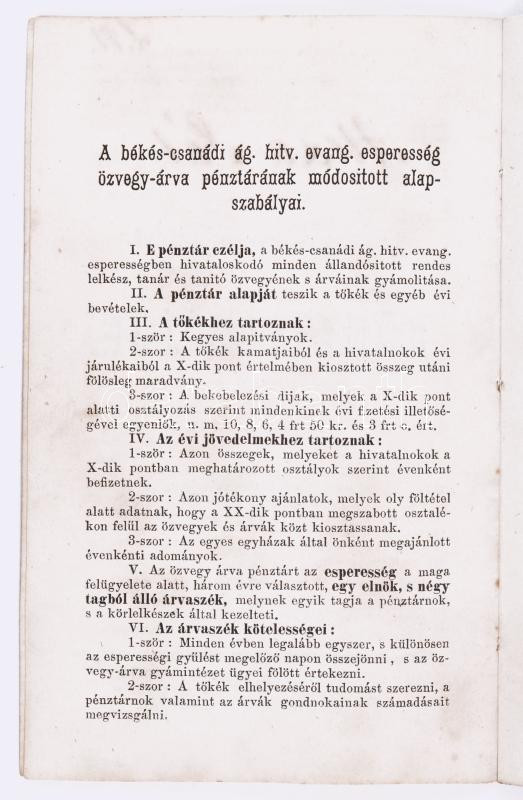 A békés-csanádi ág. hitv. evang. esperesség
özvegy-árva pénztárának módositott alap-
szabályai.
I. E pénztár czélja, a békés-csanádi ág. hitv. evang.
esperességben hivataloskodó minden állandósitott rendes
lelkész, tanár és tanitó özvegyének s árváinak gyámolitása.
II. A pénztár alapját teszik a tőkék és egyéb évi
bevételek.
III. A tőkékhez tartoznak :
1-ször : Kegyes alapitványok.
2-szor : A tőkék kamatjaiból és a hivatalnokok évi
járulékaiból a X-dik pont értelmében kiosztott összeg utáni
fölösleg maradvány.
3-szor : A bekebelezési dijak, melyek a X-dik pont
alatti osztályozás szerint mindenkinek évi fizetési illetősé-
gével egyenlők, u. m. 10, 8, 6, 4 frt 50 kr. és 3 frt o. ért.
IV. Az évi jövedelmekhez tartoznak :
1-ször : Azon összegek, melyeket a hivatalnokok a
X-dik pontban meghatározott osztályok szerint évenként
befizetnek.
2-szor : Azon jótékony ajánlatok, melyek oly föltétel
alatt adatnak, hogy a XX-dik pontban megszabott osztalé-
kon felül az özvegyek és árvák közt kiosztassanak.
3-szor : Az egyes egyházak által önként megajánlott
évenkénti adományok.
V. Az özvegy árva pénztárt az esperesség a maga
felügyelete alatt, három évre választott, egy elnök, s négy
tagból álló árvaszék, melynek egyik tagja a pénztárnok,
s a körlelkészek által kezelteti.
VI. Az árvaszék kötelességei :
1-ször : Minden évben legalább egyszer, s különösen
az esperességi gyülést megelőző napon összejönni, s az öz-
vegy-árva gyámintézet ügyei fölött értekezni.
2-szor : A tőkék elhelyezéséről tudomást szerezni, a
pénztárnok valamint az árvák gondnokainak számadásait
megvizsgálni.